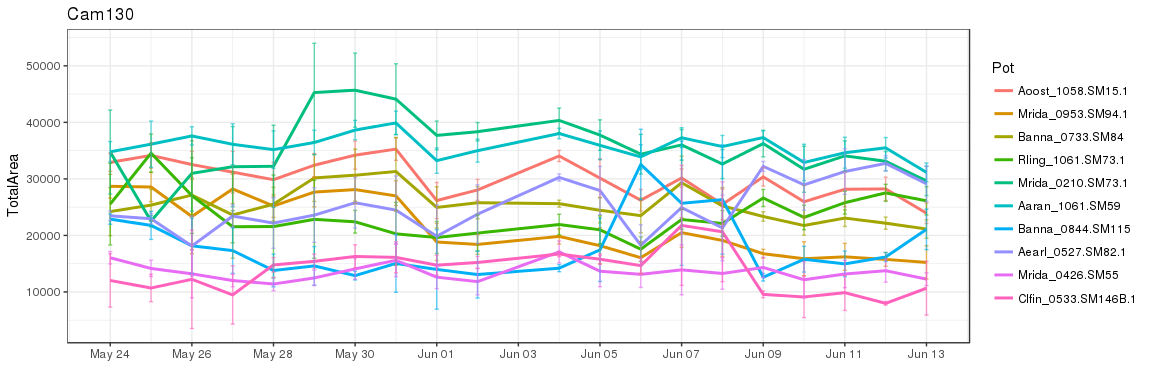 Cam130
TotalArea
50000
40000
30000
20000
10000
May 24
May 26
May 28
May 30
Jun 01
Jun 03
Jun 05
Jun 07
Jun 09
Jun 11
Jun 13
Pot
Aoost_1058.SM15.1
Mrida_0953.SM94.1
Banna_0733.SM84
Rling_1061.SM73.1
Mrida_0210.SM73.1
Aaran_1061.SM59
Banna_0844.SM115
Aearl_0527.SM82.1
Mrida_0426.SM55
Clfin_0533.SM146B.1